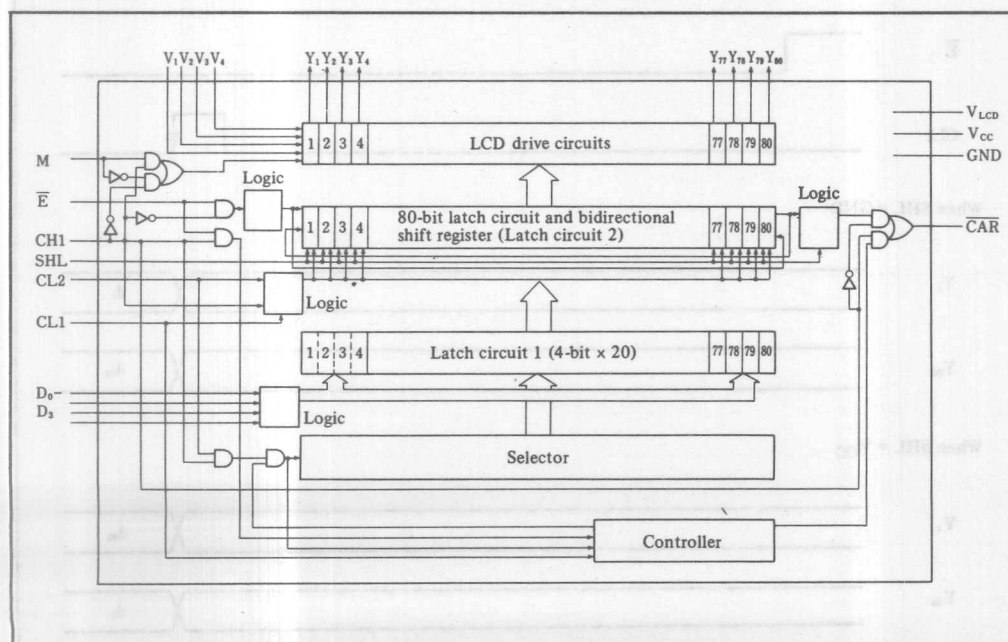 V₁ V₂ V₃ V₄
Y₁ Y₂ Y₃ Y₄
Y₇₇ Y₇₈ Y₇₉ Y₈₀
V_LCD
V_CC
GND
1 2 3 4 LCD drive circuits 77 78 79 80
M
Logic
Logic
E̅
1 2 3 4 80-bit latch circuit and bidirectional shift register (Latch circuit 2) 77 78 79 80
C̅A̅R̅
CH1
SHL
CL2
Logic
CL1
1 2 3 4 Latch circuit 1 (4-bit x 20) 77 78 79 80
D₀–
D₃
Logic
Selector
Controller